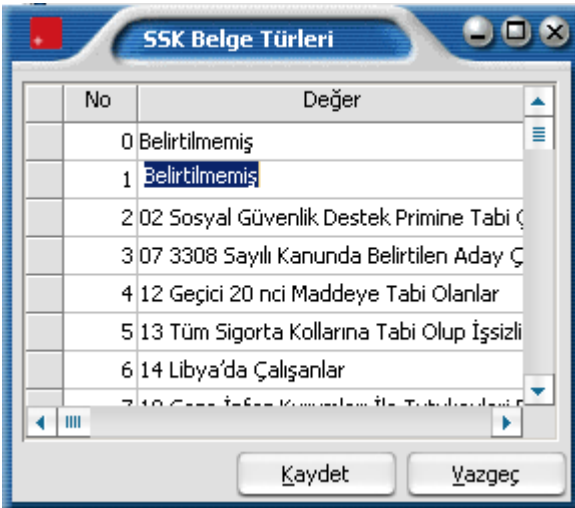 SSK Belge Türleri
No Değer
0 Belirtilmemiş
1 Belirtilmemiş
2 02 Sosyal Güvenlik Destek Primine Tabi
3 07 3308 Sayılı Kanunda Belirtilen Aday Ç
4 12 Geçici 20 nci Maddeye Tabi Olanlar
5 13 Tüm Sigorta Kollarına Tabi Olup İşsizli
6 14 Libya'da Çalışanlar
Kaydet Vazgeç